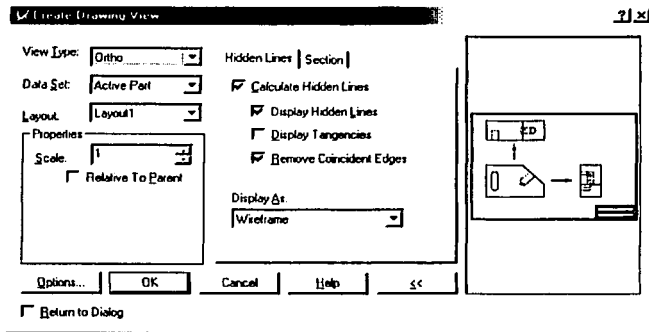 Create Drawing View
View Type: Ortho
Data Set: Active Part
Layout: Layout1
Properties
Scale: 1
Relative To Parent
Hidden Lines Section
Calculate Hidden Lines
Display Hidden Lines
Display Tangencies
Remove Coincident Edges
Display As:
Wireframe
Options... OK Cancel Help <<
Return to Dialog